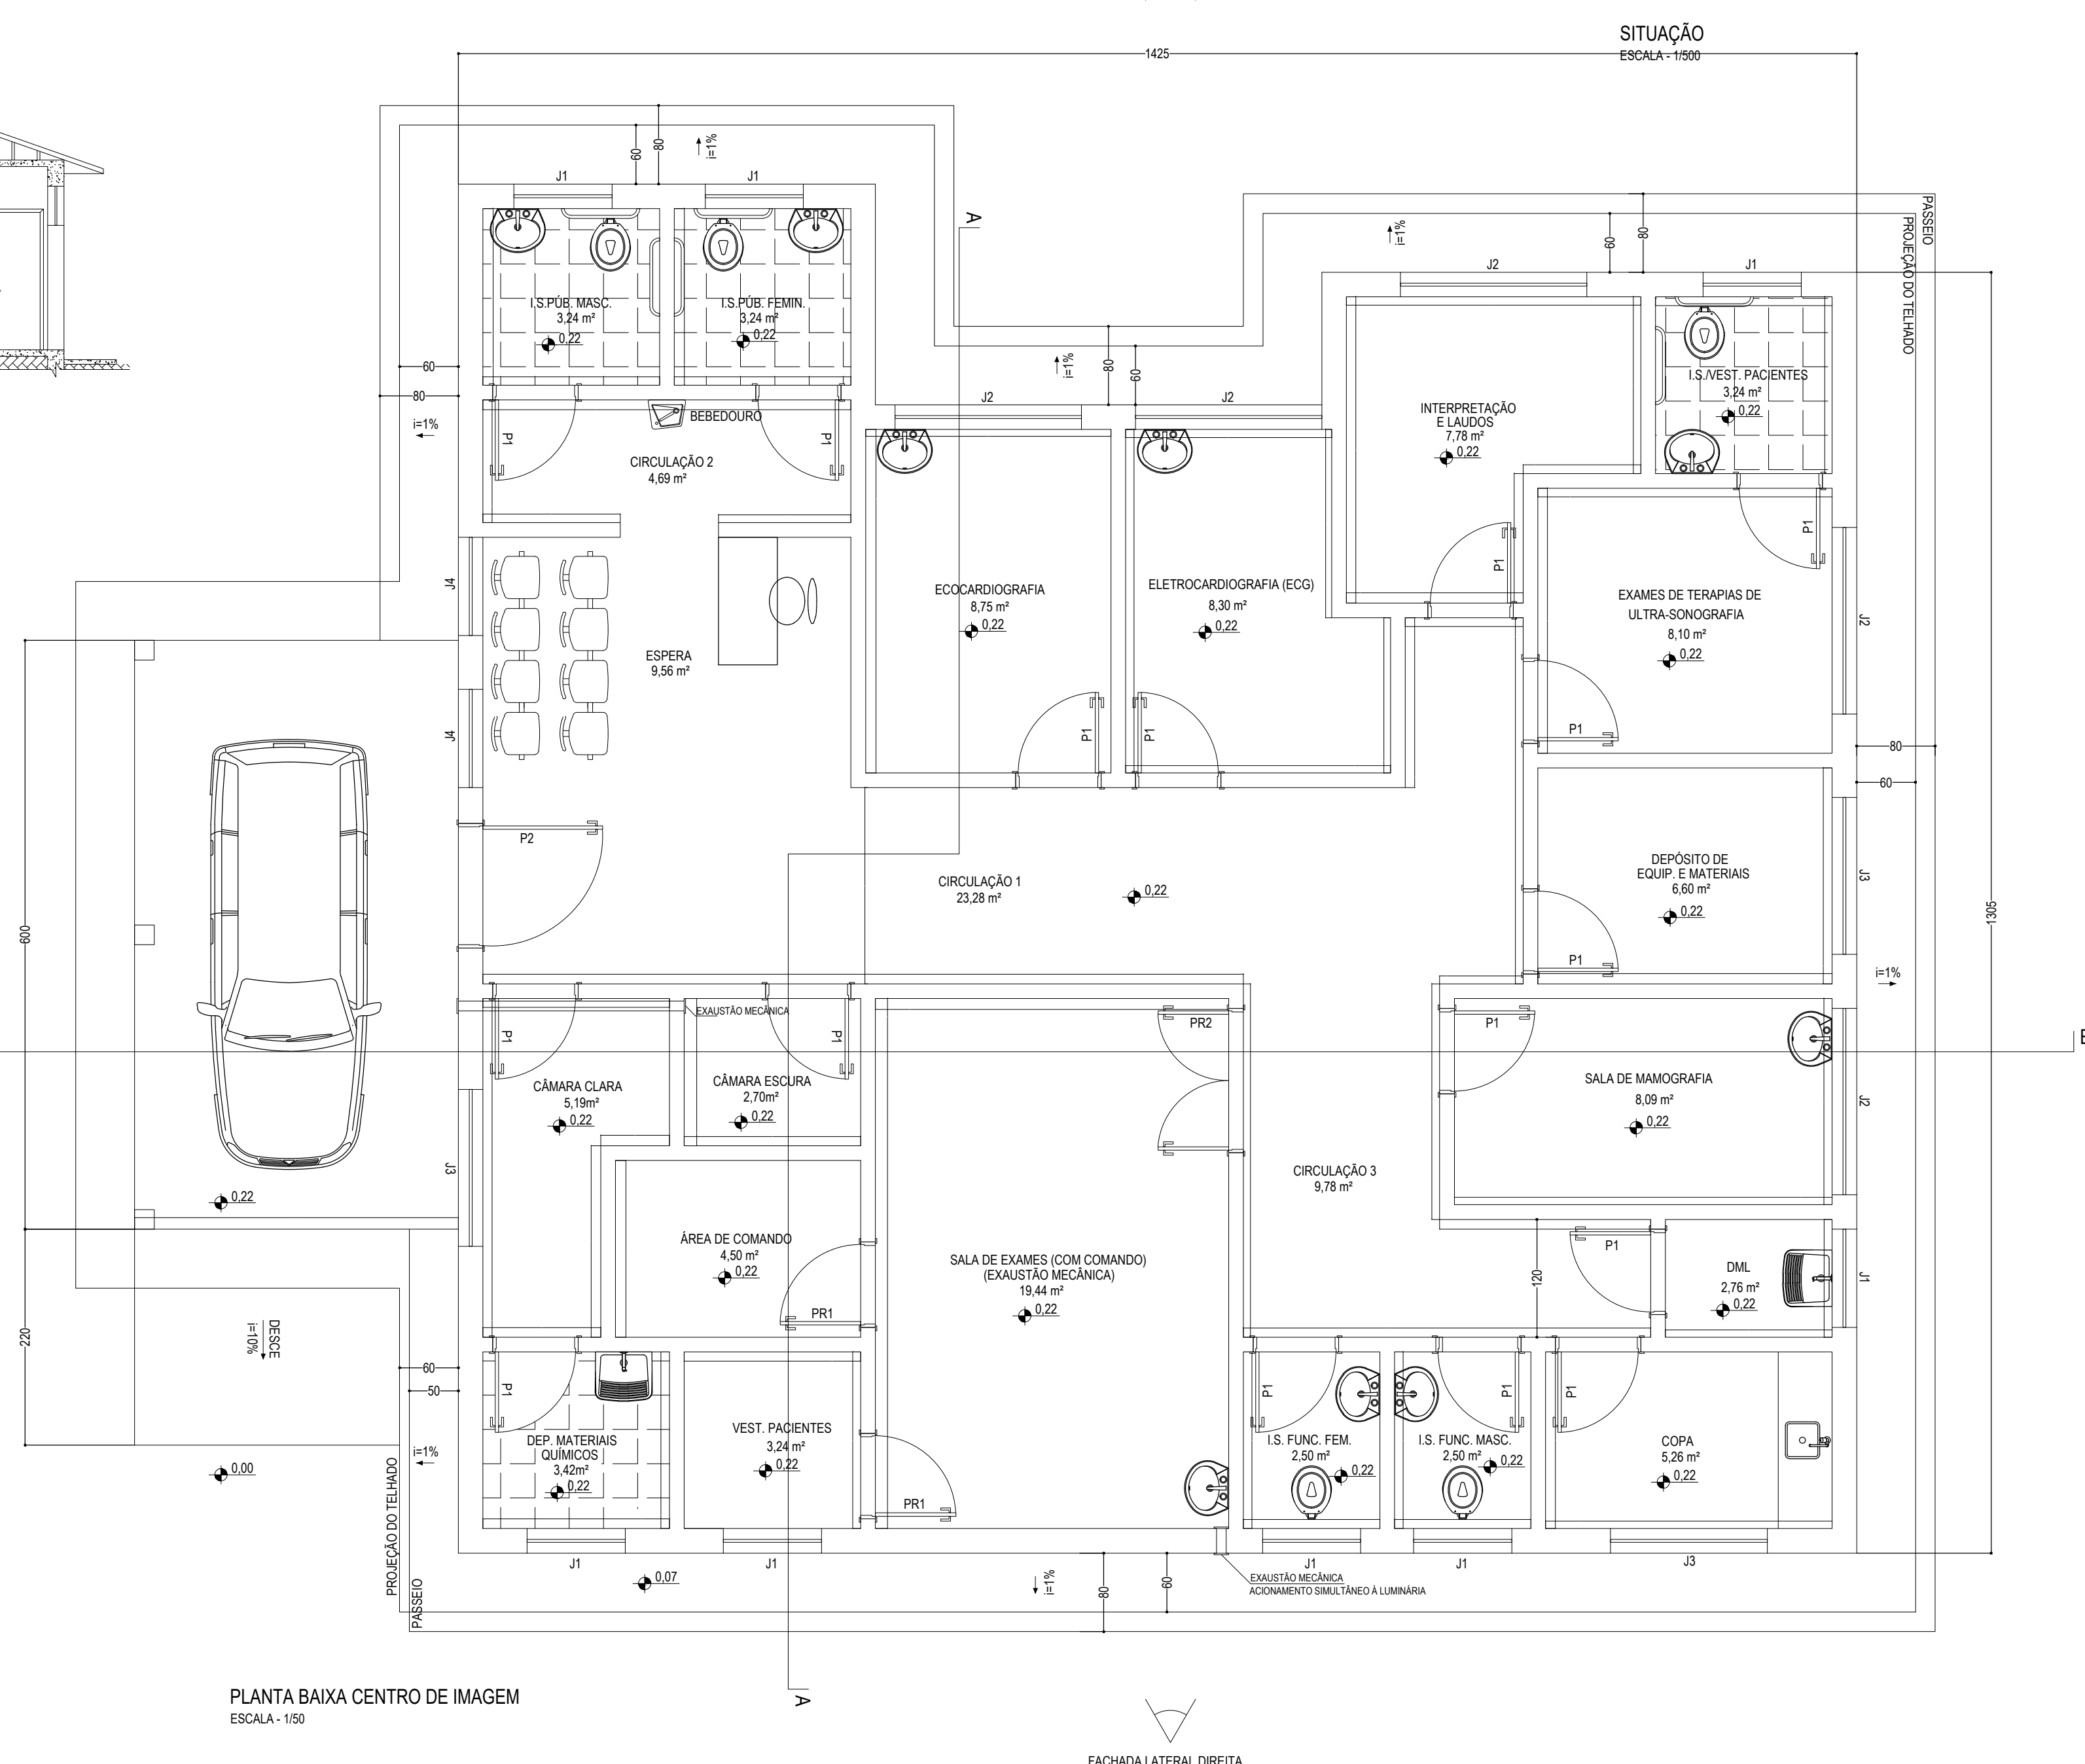 SITUAÇÃO
ESCALA - 1/500
1425
60
80
i=1%
J1
J1
A
i=1%
60
80
PASSEIO
PROJEÇÃO DO TELHADO
J2
J1
I.S.PÚB. MASC.
3,24 m²
0,22
I.S.PÚB. FEMIN.
3,24 m²
0,22
60
80
i=1%
i=1%
80
60
I.S./VEST. PACIENTES
3,24 m²
0,22
J2
J2
INTERPRETAÇÃO
E LAUDOS
7,78 m²
0,22
P1
BEBEDOURO
P1
CIRCULAÇÃO 2
4,69 m²
P1
P1
J4
ECOCARDIOGRAFIA
8,75 m²
0,22
ELETROCARDIOGRAFIA (ECG)
8,30 m²
0,22
EXAMES DE TERAPIAS DE
ULTRA-SONOGRAFIA
8,10 m²
0,22
J2
ESPERA
9,56 m²
J4
P1
P1
P1
80
60
P2
CIRCULAÇÃO 1
23,28 m²
0,22
DEPÓSITO DE
EQUIP. E MATERIAIS
6,60 m²
0,22
J3
600
1305
P1
i=1%
EXAUSTÃO MECÂNICA
P1
P1
PR2
P1
CÂMARA CLARA
5,19m²
0,22
CÂMARA ESCURA
2,70m²
0,22
SALA DE MAMOGRAFIA
8,09 m²
0,22
J2
J3
CIRCULAÇÃO 3
9,78 m²
0,22
ÁREA DE COMANDO
4,50 m²
0,22
PR1
SALA DE EXAMES (COM COMANDO)
(EXAUSTÃO MECÂNICA)
19,44 m²
0,22
P1
120
DML
2,76 m²
0,22
J1
220
DESCE
i=10%
60
50
P1
P1
P1
P1
DEP. MATERIAIS
QUÍMICOS
3,42m²
0,22
VEST. PACIENTES
3,24 m²
0,22
I.S. FUNC. FEM.
2,50 m²
0,22
I.S. FUNC. MASC.
2,50 m²
0,22
COPA
5,26 m²
0,22
i=1%
0,00
PR1
PROJEÇÃO DO TELHADO
PASSEIO
J1
J1
J1
J1
J3
0,07
i=1%
80
60
EXAUSTÃO MECÂNICA
ACIONAMENTO SIMULTÂNEO À LUMINÁRIA
PLANTA BAIXA CENTRO DE IMAGEM
ESCALA - 1/50
A
FACHADA LATERAL DIREITA